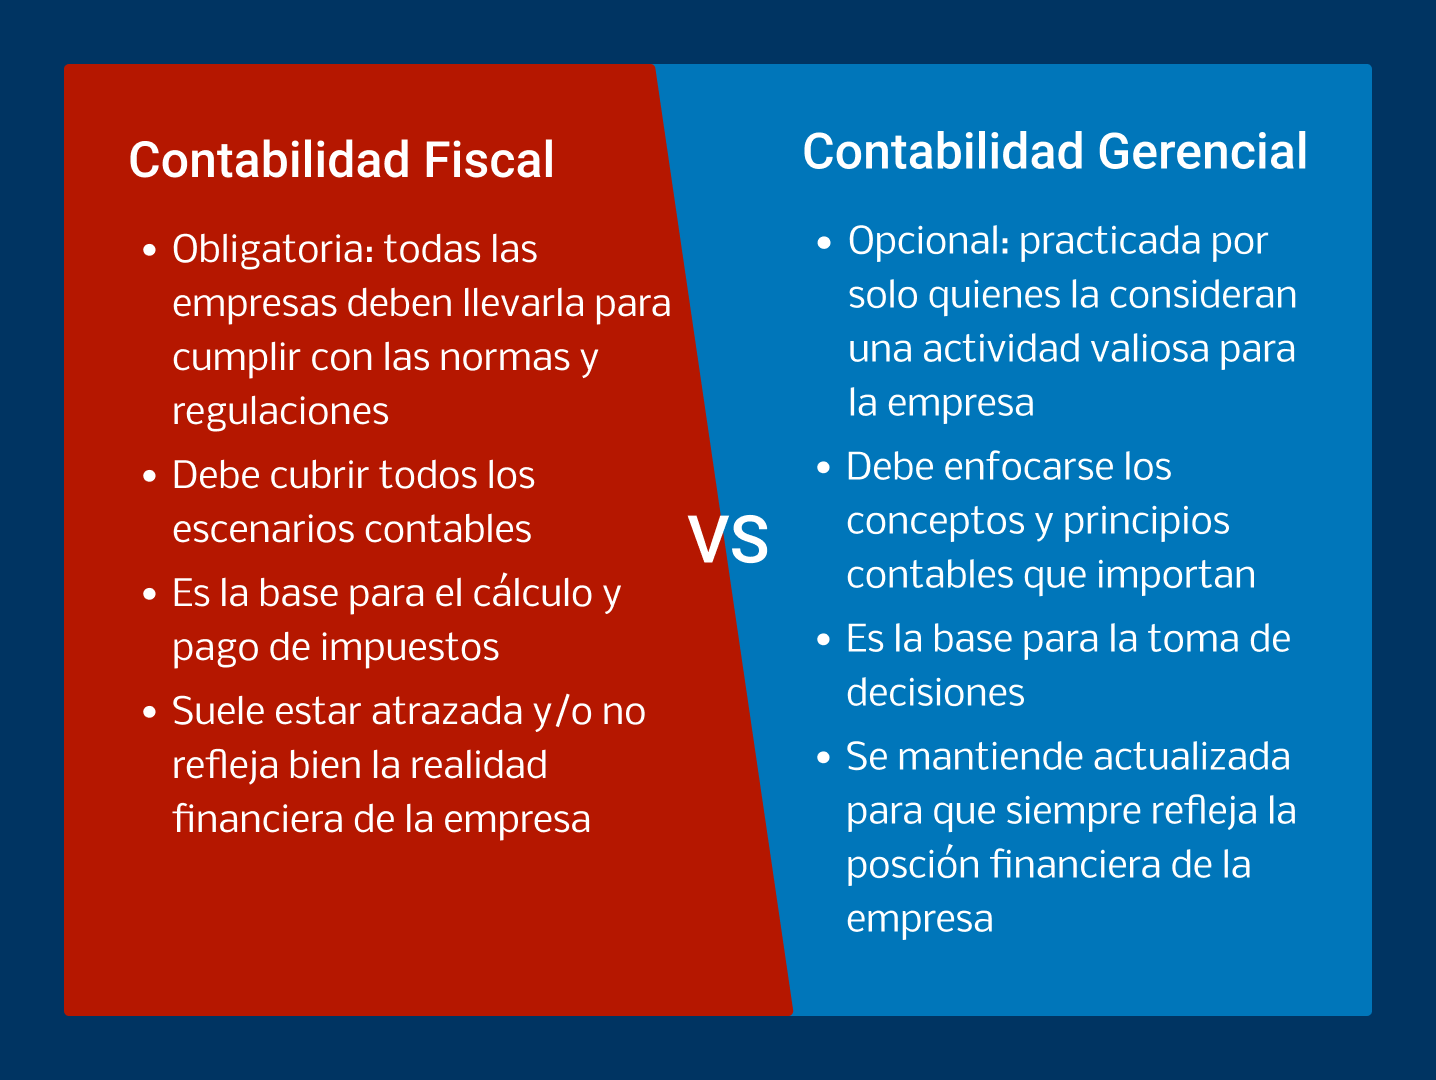 Contabilidad Fiscal
• Obligatoria: todas las
empresas deben llevarla para
cumplir con las normas y
regulaciones
• Debe cubrir todos los
escenarios contables
• Es la base para el cálculo y
pago de impuestos
• Suele estar atrazada y/o no
refleja bien la realidad
financiera de la empresa
VS
Contabilidad Gerencial
• Opcional: practicada por
solo quienes la consideran
una actividad valiosa para
la empresa
• Debe enfocarse los
conceptos y principios
contables que importan
• Es la base para la toma de
decisiones
• Se mantiende actualizada
para que siempre refleja la
posción financiera de la
empresa